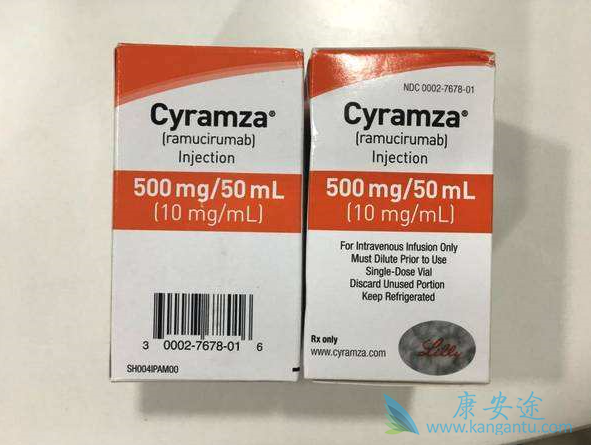 Cyramza®
(ramucirumab)
Injection
500 mg/50 mL
(10 mg/mL)
3 0002-7678-01 6
SH004IPAM00
NDC 0002-7678-01
Cyramza®
(ramucirumab)
Injection
500 mg/50 mL
(10 mg/mL)
For Intravenous Infusion Only
Must Dilute Prior to Use
Single-Dose Vial
Discard Unused Portion
Keep Refrigerated
Rx only
www.cyramza.com
Lilly
康安途
www.kangantu.com